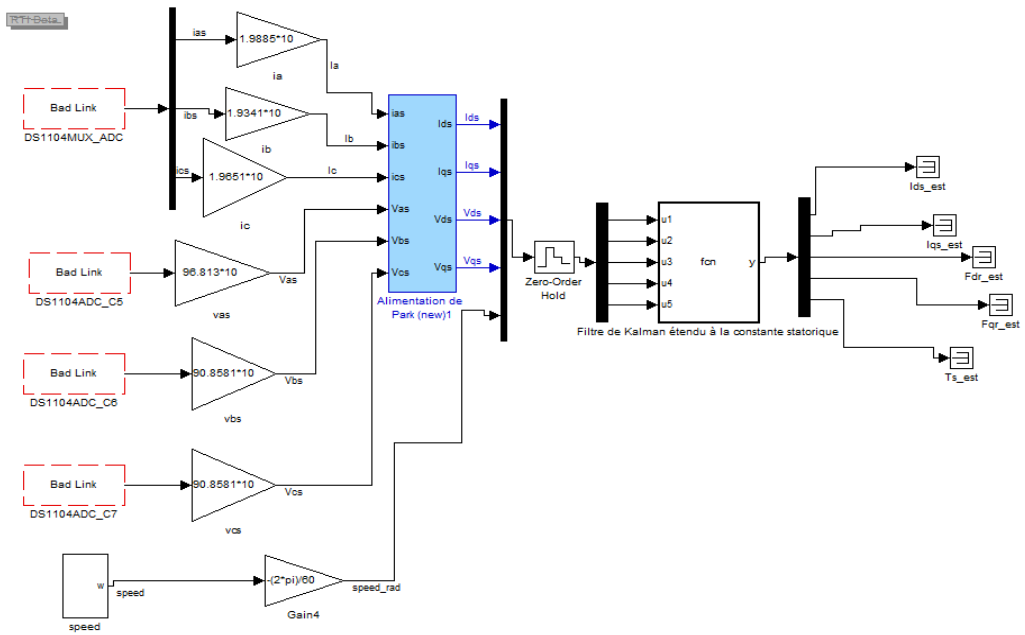 RTI Data
ias
1.9885*10
ia
Ia
Bad Link
DS1104MUX_ADC
ibs
1.9341*10
ib
Ib
ics
1.9651*10
ic
Ic
ias
ibs
ics
Vas
Vbs
Vcs
Ids
Iqs
Vds
Vqs
Alimentation de
Park (new)1
Ids
Iqs
Vds
Vqs
Bad Link
DS1104ADC_C5
96.813*10
vas
Vas
Bad Link
DS1104ADC_C6
90.8581*10
vbs
Vbs
Bad Link
DS1104ADC_C7
90.8581*10
vcs
Vcs
w
speed
speed
-(2*pi)/60
Gain4
speed_rad
Zero-Order
Hold
u1
u2
u3
u4
u5
fcn
y
Filtre de Kalman étendu à la constante statorique
Ids_est
Iqs_est
Fdr_est
Fqr_est
Ts_est